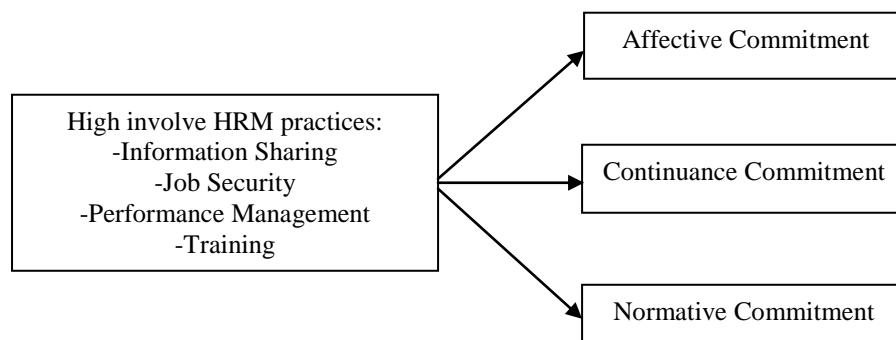 High involve HRM practices:
-Information Sharing
-Job Security
-Performance Management
-Training
Affective Commitment
Continuance Commitment
Normative Commitment